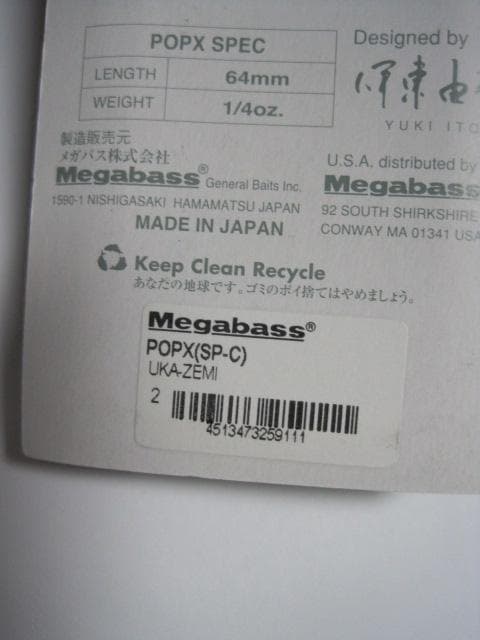 POPX SPEC
LENGTH 64mm
WEIGHT 1/4oz.
Designed by
伊東由
YUKI ITO
製造販売元
メガバス株式会社
Megabass® General Baits Inc.
1590-1 NISHIGASAKI HAMAMATSU JAPAN
MADE IN JAPAN
U.S.A. distributed by
Megabass
92 SOUTH SHIRKSHIRE
CONWAY MA 01341 USA
Keep Clean Recycle
あなたの地球です。ゴミのポイ捨てはやめましょう。
Megabass®
POPX(SP-C)
UKA-ZEMI
2
4513473259111